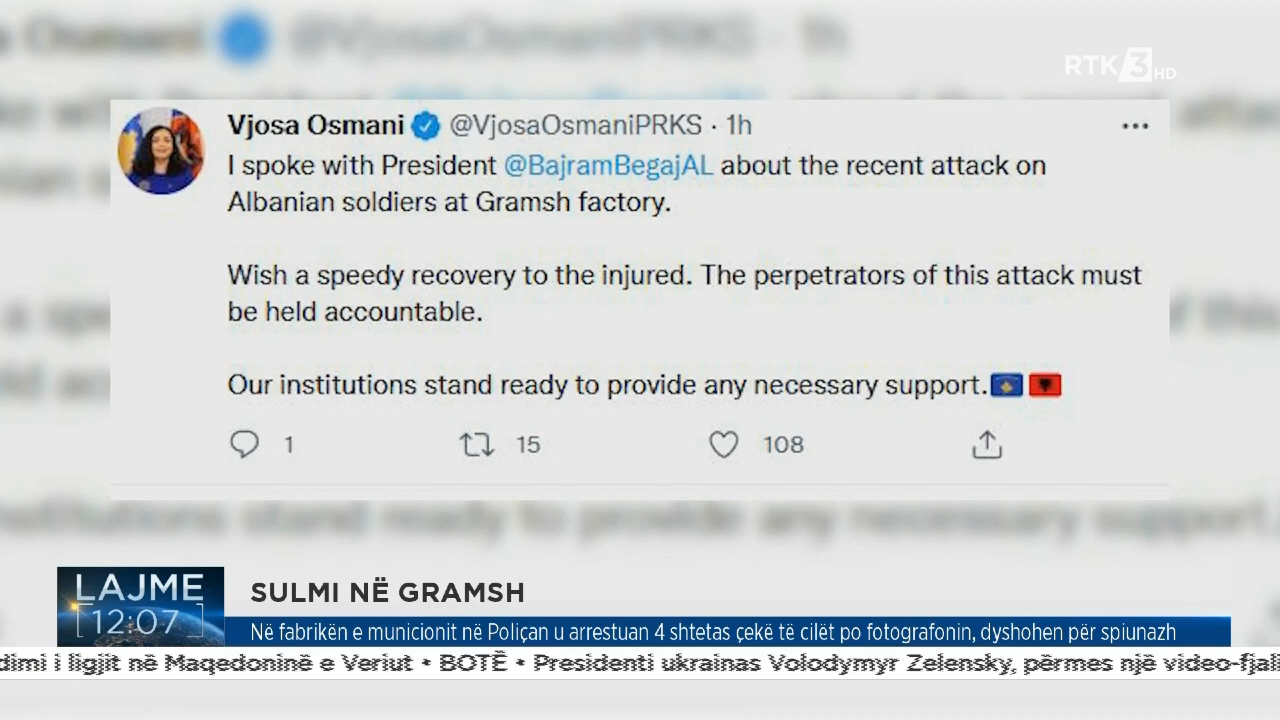 RTK 3 HD
Vjosa Osmani @VjosaOsmaniPRKS · 1h
I spoke with President @BajramBegajAL about the recent attack on
Albanian soldiers at Gramsh factory.
Wish a speedy recovery to the injured. The perpetrators of this attack must
be held accountable.
Our institutions stand ready to provide any necessary support.
1 15 108
LAJME
12:07
SULMI NË GRAMSH
Në fabrikën e municionit në Poliçan u arrestuan 4 shtetas çekë të cilët po fotografonin, dyshohen për spiunazh
dimi i ligjit në Maqedoninë e Veriut • BOTË • Presidenti ukrainas Volodymyr Zelensky, përmes një video-fjali